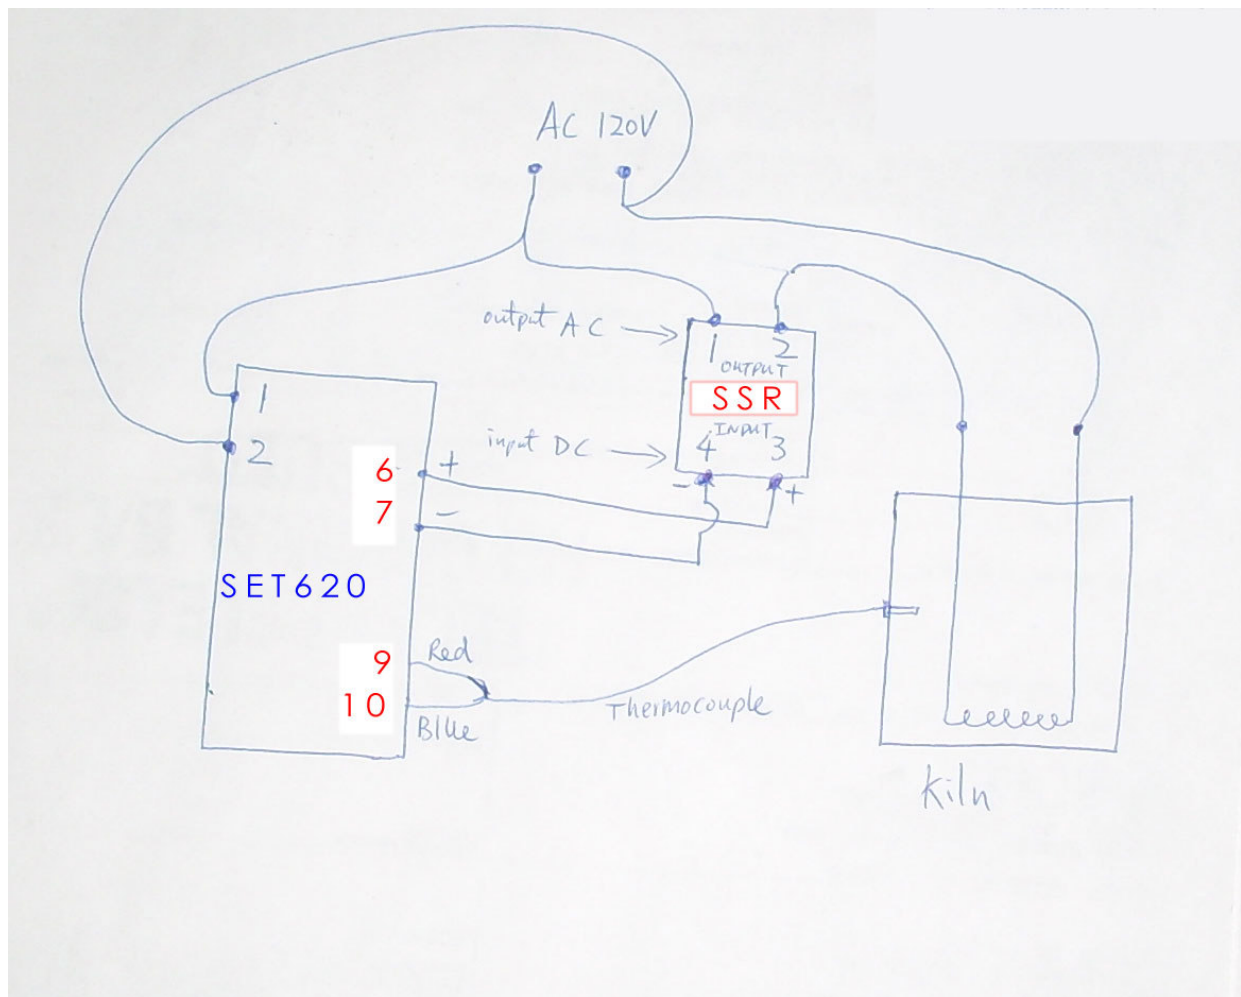 AC 120V
output AC
1 2
OUTPUT
SSR
INPUT
input DC
4 3
- +
1
2
6 +
7 -
SET620
9 Red
10 Blue
Thermocouple
kiln